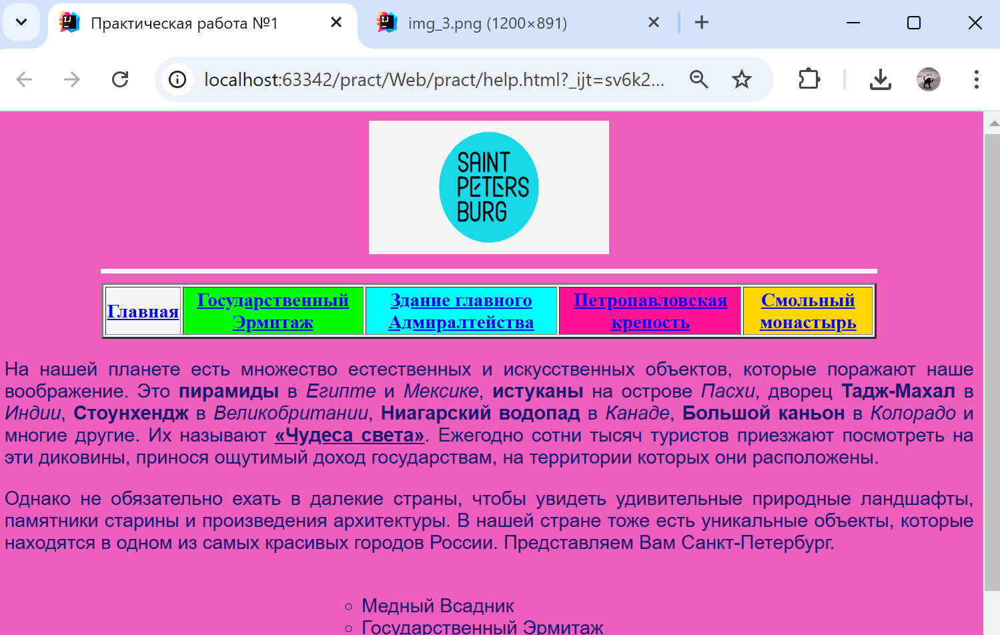 Практическая работа №1
img_3.png (1200×891)
localhost:63342/pract/Web/pract/help.html?_ijt=sv6k2...
SAINT
PETERS
BURG
Главная
Государственный
Эрмитаж
Здание главного
Адмиралтейства
Петропавловская
крепость
Смольный
монастырь
На нашей планете есть множество естественных и искусственных объектов, которые поражают наше
воображение. Это пирамиды в Египте и Мексике, истуканы на острове Пасхи, дворец Тадж-Махал в
Индии, Стоунхендж в Великобритании, Ниагарский водопад в Канаде, Большой каньон в Колорадо и
многие другие. Их называют «Чудеса света». Ежегодно сотни тысяч туристов приезжают посмотреть на
эти диковины, принося ощутимый доход государствам, на территории которых они расположены.
Однако не обязательно ехать в далекие страны, чтобы увидеть удивительные природные ландшафты,
памятники старины и произведения архитектуры. В нашей стране тоже есть уникальные объекты, которые
находятся в одном из самых красивых городов России. Представляем Вам Санкт-Петербург.
Медный Всадник
Государственный Эрмитаж